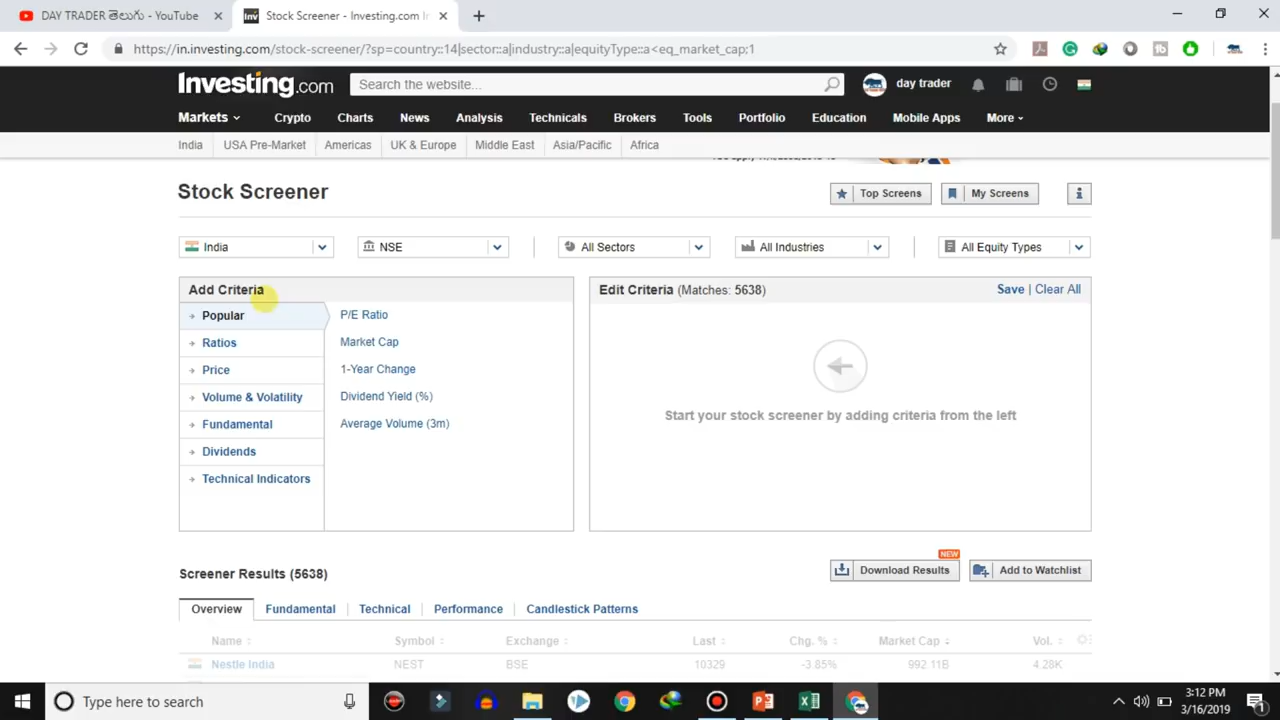 DAY TRADER తెలుగు - YouTube
Stock Screener - Investing.com In
https://in.investing.com/stock-screener/?sp=country::14|sector::a|industry::a|equityType::a<eq_market_cap;1
Investing.com
Search the website...
day trader
Markets
Crypto
Charts
News
Analysis
Technicals
Brokers
Tools
Portfolio
Education
Mobile Apps
More
India
USA Pre-Market
Americas
UK & Europe
Middle East
Asia/Pacific
Africa
Stock Screener
Top Screens
My Screens
India
NSE
All Sectors
All Industries
All Equity Types
Add Criteria
Popular
Ratios
Price
Volume & Volatility
Fundamental
Dividends
Technical Indicators
P/E Ratio
Market Cap
1-Year Change
Dividend Yield (%)
Average Volume (3m)
Edit Criteria (Matches: 5638)
Save | Clear All
Start your stock screener by adding criteria from the left
Screener Results (5638)
NEW
Download Results
Add to Watchlist
Overview
Fundamental
Technical
Performance
Candlestick Patterns
Name Symbol Exchange Last Chg. % Market Cap Vol.
Nestle India NEST BSE 10329 -3.85% 992.11B 4.28K
Type here to search
3:12 PM
3/16/2019